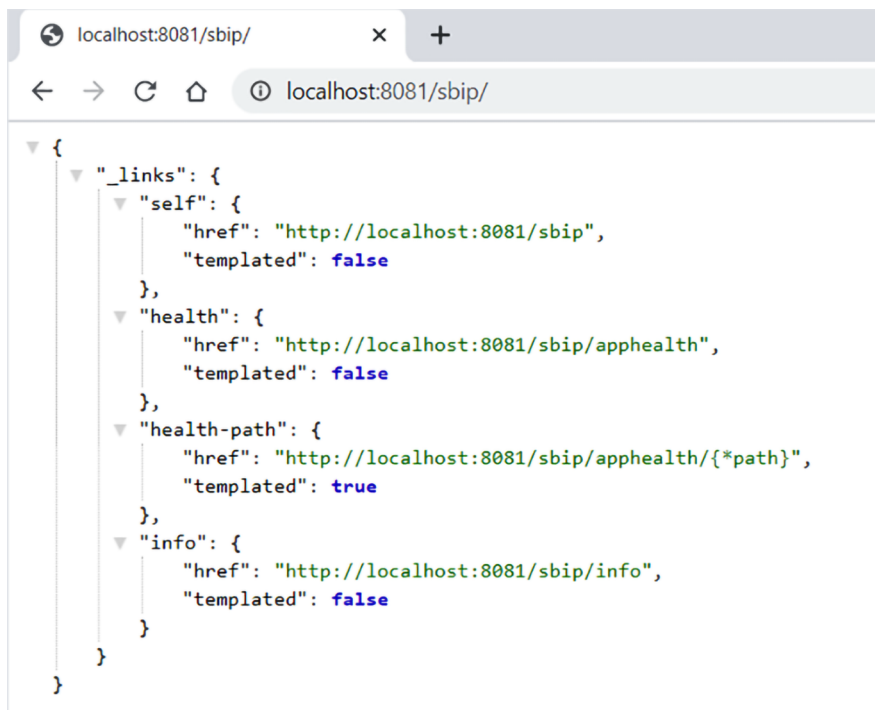 localhost:8081/sbip/
localhost:8081/sbip/
{
"_links": {
"self": {
"href": "http://localhost:8081/sbip",
"templated": false
},
"health": {
"href": "http://localhost:8081/sbip/apphealth",
"templated": false
},
"health-path": {
"href": "http://localhost:8081/sbip/apphealth/{*path}",
"templated": true
},
"info": {
"href": "http://localhost:8081/sbip/info",
"templated": false
}
}
}